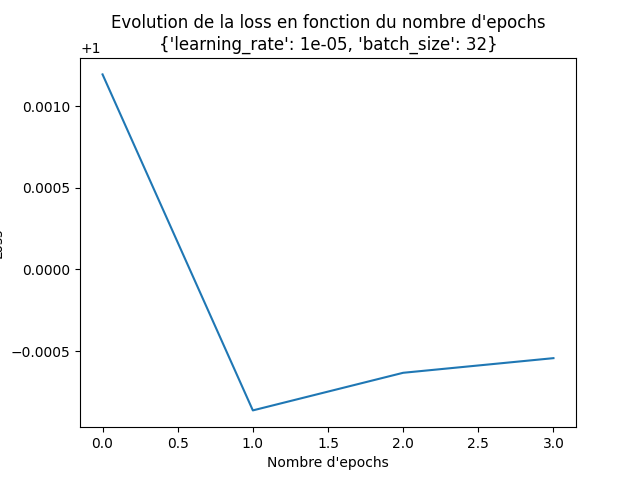 Evolution de la loss en fonction du nombre d'epochs
{'learning_rate': 1e-05, 'batch_size': 32}
+1
0.0010
0.0005
0.0000
−0.0005
Loss
0.0 0.5 1.0 1.5 2.0 2.5 3.0
Nombre d'epochs